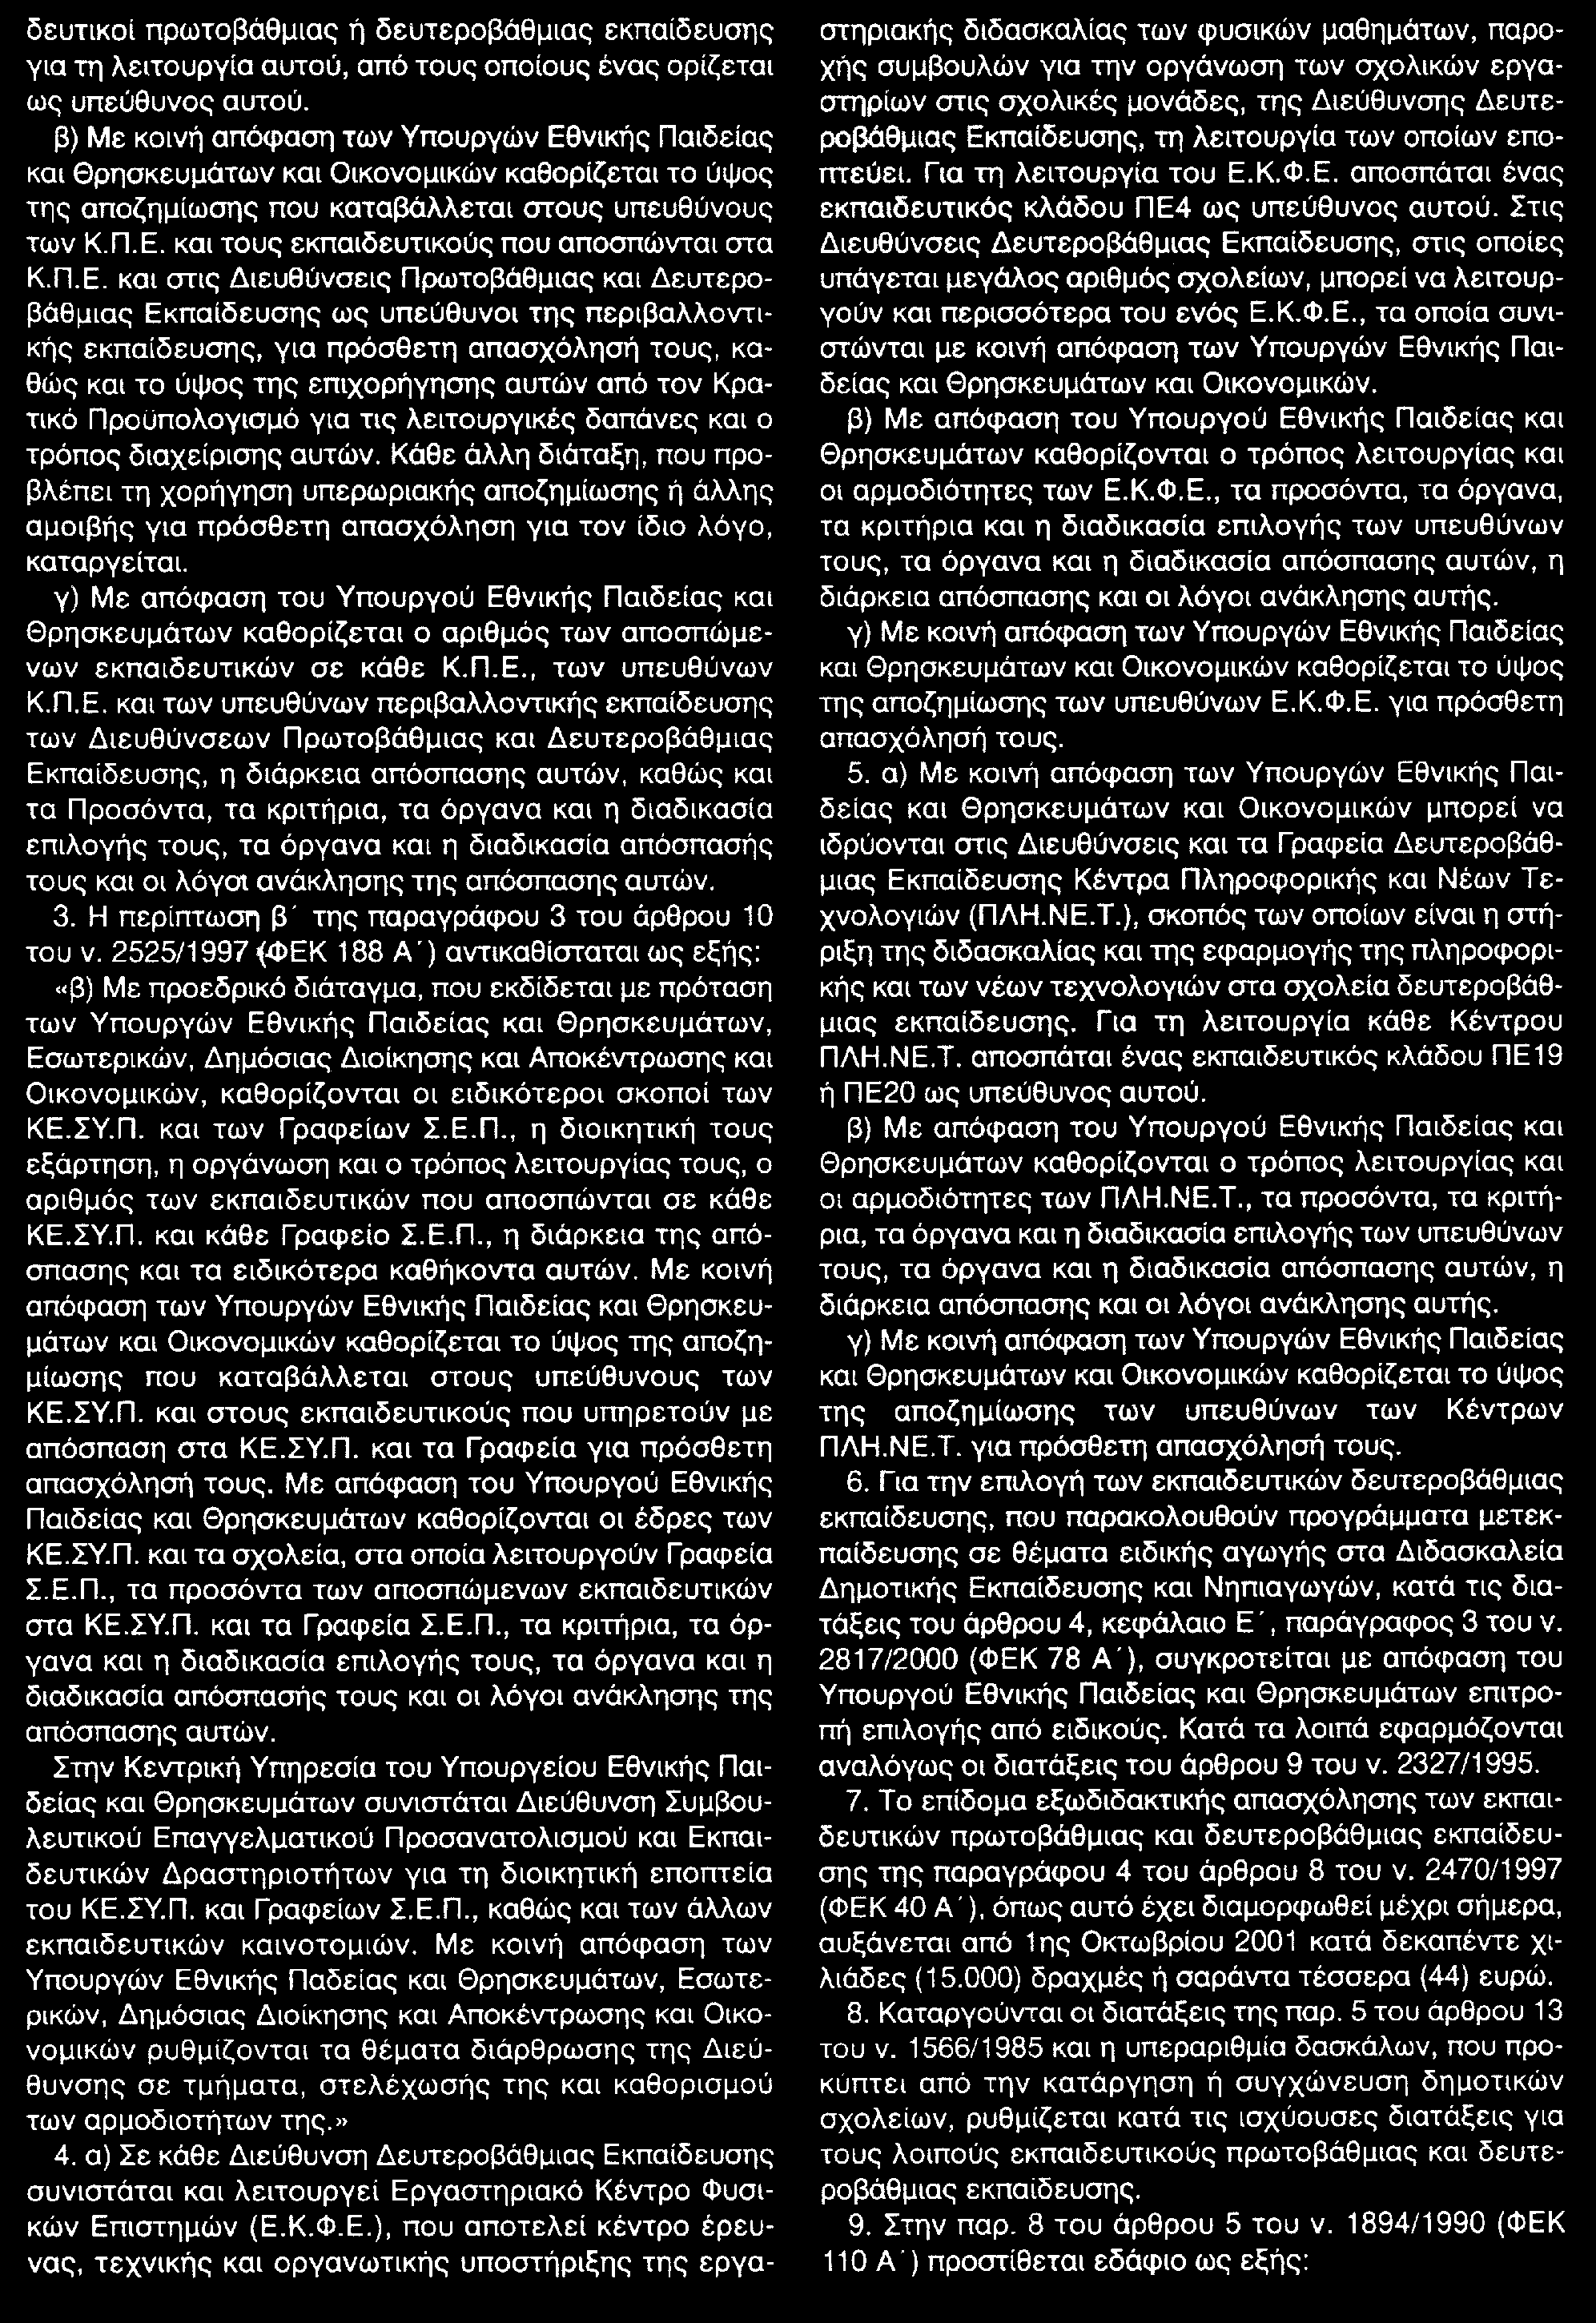 δευτικοί πρωτοβάθμιας ή δευτεροβάθμιας εκπαίδευσης
για τη λειτουργία αυτού, από τους οποίους ένας ορίζεται
ως υπεύθυνος αυτού.
β) Με κοινή απόφαση των Υπουργών Εθνικής Παιδείας
και Θρησκευμάτων και Οικονομικών καθορίζεται το ύψος
της αποζημίωσης που καταβάλλεται στους υπευθύνους
των Κ.Π.Ε. και τους εκπαιδευτικούς που αποσπώνται στα
Κ.Π.Ε. και στις Διευθύνσεις Πρωτοβάθμιας και Δευτερο-
βάθμιας Εκπαίδευσης ως υπεύθυνοι της περιβαλλοντι-
κής εκπαίδευσης, για πρόσθετη απασχόλησή τους, κα-
θώς και το ύψος της επιχορήγησης αυτών από τον Κρα-
τικό Προϋπολογισμό για τις λειτουργικές δαπάνες και ο
τρόπος διαχείρισης αυτών. Κάθε άλλη διάταξη, που προ-
βλέπει τη χορήγηση υπερωριακής αποζημίωσης ή άλλης
αμοιβής για πρόσθετη απασχόληση για τον ίδιο λόγο,
καταργείται.
γ) Με απόφαση του Υπουργού Εθνικής Παιδείας και
Θρησκευμάτων καθορίζεται ο αριθμός των αποσπώμε-
νων εκπαιδευτικών σε κάθε Κ.Π.Ε., των υπευθύνων
Κ.Π.Ε. και των υπευθύνων περιβαλλοντικής εκπαίδευσης
των Διευθύνσεων Πρωτοβάθμιας και Δευτεροβάθμιας
Εκπαίδευσης, η διάρκεια απόσπασης αυτών, καθώς και
τα Προσόντα, τα κριτήρια, τα όργανα και η διαδικασία
επιλογής τους, τα όργανα και η διαδικασία απόσπασής
τους και οι λόγοι ανάκλησης της απόσπασης αυτών.
3. Η περίπτωση β΄ της παραγράφου 3 του άρθρου 10
του ν. 2525/1997 (ΦΕΚ 188 Α΄) αντικαθίσταται ως εξής:
«β) Με προεδρικό διάταγμα, που εκδίδεται με πρόταση
των Υπουργών Εθνικής Παιδείας και Θρησκευμάτων,
Εσωτερικών, Δημόσιας Διοίκησης και Αποκέντρωσης και
Οικονομικών, καθορίζονται οι ειδικότεροι σκοποί των
ΚΕ.ΣΥ.Π. και των Γραφείων Σ.Ε.Π., η διοικητική τους
εξάρτηση, η οργάνωση και ο τρόπος λειτουργίας τους, ο
αριθμός των εκπαιδευτικών που αποσπώνται σε κάθε
ΚΕ.ΣΥ.Π. και κάθε Γραφείο Σ.Ε.Π., η διάρκεια της από-
σπασης και τα ειδικότερα καθήκοντα αυτών. Με κοινή
απόφαση των Υπουργών Εθνικής Παιδείας και Θρησκευ-
μάτων και Οικονομικών καθορίζεται το ύψος της αποζη-
μίωσης που καταβάλλεται στους υπεύθυνους των
ΚΕ.ΣΥ.Π. και στους εκπαιδευτικούς που υπηρετούν με
απόσπαση στα ΚΕ.ΣΥ.Π. και τα Γραφεία για πρόσθετη
απασχόλησή τους. Με απόφαση του Υπουργού Εθνικής
Παιδείας και Θρησκευμάτων καθορίζονται οι έδρες των
ΚΕ.ΣΥ.Π. και τα σχολεία, στα οποία λειτουργούν Γραφεία
Σ.Ε.Π., τα προσόντα των αποσπώμενων εκπαιδευτικών
στα ΚΕ.ΣΥ.Π. και τα Γραφεία Σ.Ε.Π., τα κριτήρια, τα όρ-
γανα και η διαδικασία επιλογής τους, τα όργανα και η
διαδικασία απόσπασής τους και οι λόγοι ανάκλησης της
απόσπασης αυτών.
Στην Κεντρική Υπηρεσία του Υπουργείου Εθνικής Παι-
δείας και Θρησκευμάτων συνιστάται Διεύθυνση Συμβου-
λευτικού Επαγγελματικού Προσανατολισμού και Εκπαι-
δευτικών Δραστηριοτήτων για τη διοικητική εποπτεία
του ΚΕ.ΣΥ.Π. και Γραφείων Σ.Ε.Π., καθώς και των άλλων
εκπαιδευτικών καινοτομιών. Με κοινή απόφαση των
Υπουργών Εθνικής Παδείας και Θρησκευμάτων, Εσωτε-
ρικών, Δημόσιας Διοίκησης και Αποκέντρωσης και Οικο-
νομικών ρυθμίζονται τα θέματα διάρθρωσης της Διεύ-
θυνσης σε τμήματα, στελέχωσής της και καθορισμού
των αρμοδιοτήτων της.»
4. α) Σε κάθε Διεύθυνση Δευτεροβάθμιας Εκπαίδευσης
συνιστάται και λειτουργεί Εργαστηριακό Κέντρο Φυσι-
κών Επιστημών (Ε.Κ.Φ.Ε.), που αποτελεί κέντρο έρευ-
νας, τεχνικής και οργανωτικής υποστήριξης της εργα-
στηριακής διδασκαλίας των φυσικών μαθημάτων, παρο-
χής συμβουλών για την οργάνωση των σχολικών εργα-
στηρίων στις σχολικές μονάδες, της Διεύθυνσης Δευτε-
ροβάθμιας Εκπαίδευσης, τη λειτουργία των οποίων επο-
πτεύει. Για τη λειτουργία του Ε.Κ.Φ.Ε. αποσπάται ένας
εκπαιδευτικός κλάδου ΠΕ4 ως υπεύθυνος αυτού. Στις
Διευθύνσεις Δευτεροβάθμιας Εκπαίδευσης, στις οποίες
υπάγεται μεγάλος αριθμός σχολείων, μπορεί να λειτουρ-
γούν και περισσότερα του ενός Ε.Κ.Φ.Ε., τα οποία συνι-
στώνται με κοινή απόφαση των Υπουργών Εθνικής Παι-
δείας και Θρησκευμάτων και Οικονομικών.
β) Με απόφαση του Υπουργού Εθνικής Παιδείας και
Θρησκευμάτων καθορίζονται ο τρόπος λειτουργίας και
οι αρμοδιότητες των Ε.Κ.Φ.Ε., τα προσόντα, τα όργανα,
τα κριτήρια και η διαδικασία επιλογής των υπευθύνων
τους, τα όργανα και η διαδικασία απόσπασης αυτών, η
διάρκεια απόσπασης και οι λόγοι ανάκλησης αυτής.
γ) Με κοινή απόφαση των Υπουργών Εθνικής Παιδείας
και Θρησκευμάτων και Οικονομικών καθορίζεται το ύψος
της αποζημίωσης των υπευθύνων Ε.Κ.Φ.Ε. για πρόσθετη
απασχόλησή τους.
5. α) Με κοινή απόφαση των Υπουργών Εθνικής Παι-
δείας και Θρησκευμάτων και Οικονομικών μπορεί να
ιδρύονται στις Διευθύνσεις και τα Γραφεία Δευτεροβάθ-
μιας Εκπαίδευσης Κέντρα Πληροφορικής και Νέων Τε-
χνολογιών (ΠΛΗ.ΝΕ.Τ.), σκοπός των οποίων είναι η στή-
ριξη της διδασκαλίας και της εφαρμογής της πληροφορι-
κής και των νέων τεχνολογιών στα σχολεία δευτεροβάθ-
μιας εκπαίδευσης. Για τη λειτουργία κάθε Κέντρου
ΠΛΗ.ΝΕ.Τ. αποσπάται ένας εκπαιδευτικός κλάδου ΠΕ19
ή ΠΕ20 ως υπεύθυνος αυτού.
β) Με απόφαση του Υπουργού Εθνικής Παιδείας και
Θρησκευμάτων καθορίζονται ο τρόπος λειτουργίας και
οι αρμοδιότητες των ΠΛΗ.ΝΕ.Τ., τα προσόντα, τα κριτή-
ρια, τα όργανα και η διαδικασία επιλογής των υπευθύνων
τους, τα όργανα και η διαδικασία απόσπασης αυτών, η
διάρκεια απόσπασης και οι λόγοι ανάκλησης αυτής.
γ) Με κοινή απόφαση των Υπουργών Εθνικής Παιδείας
και Θρησκευμάτων και Οικονομικών καθορίζεται το ύψος
της αποζημίωσης των υπευθύνων των Κέντρων
ΠΛΗ.ΝΕ.Τ. για πρόσθετη απασχόλησή τους.
6. Για την επιλογή των εκπαιδευτικών δευτεροβάθμιας
εκπαίδευσης, που παρακολουθούν προγράμματα μετεκ-
παίδευσης σε θέματα ειδικής αγωγής στα Διδασκαλεία
Δημοτικής Εκπαίδευσης και Νηπιαγωγών, κατά τις δια-
τάξεις του άρθρου 4, κεφάλαιο Ε΄, παράγραφος 3 του ν.
2817/2000 (ΦΕΚ 78 Α΄), συγκροτείται με απόφαση του
Υπουργού Εθνικής Παιδείας και Θρησκευμάτων επιτρο-
πή επιλογής από ειδικούς. Κατά τα λοιπά εφαρμόζονται
αναλόγως οι διατάξεις του άρθρου 9 του ν. 2327/1995.
7. Το επίδομα εξωδιδακτικής απασχόλησης των εκπαι-
δευτικών πρωτοβάθμιας και δευτεροβάθμιας εκπαίδευ-
σης της παραγράφου 4 του άρθρου 8 του ν. 2470/1997
(ΦΕΚ 40 Α΄), όπως αυτό έχει διαμορφωθεί μέχρι σήμερα,
αυξάνεται από 1ης Οκτωβρίου 2001 κατά δεκαπέντε χι-
λιάδες (15.000) δραχμές ή σαράντα τέσσερα (44) ευρώ.
8. Καταργούνται οι διατάξεις της παρ. 5 του άρθρου 13
του ν. 1566/1985 και η υπεραριθμία δασκάλων, που προ-
κύπτει από την κατάργηση ή συγχώνευση δημοτικών
σχολείων, ρυθμίζεται κατά τις ισχύουσες διατάξεις για
τους λοιπούς εκπαιδευτικούς πρωτοβάθμιας και δευτε-
ροβάθμιας εκπαίδευσης.
9. Στην παρ. 8 του άρθρου 5 του ν. 1894/1990 (ΦΕΚ
110 Α΄) προστίθεται εδάφιο ως εξής: